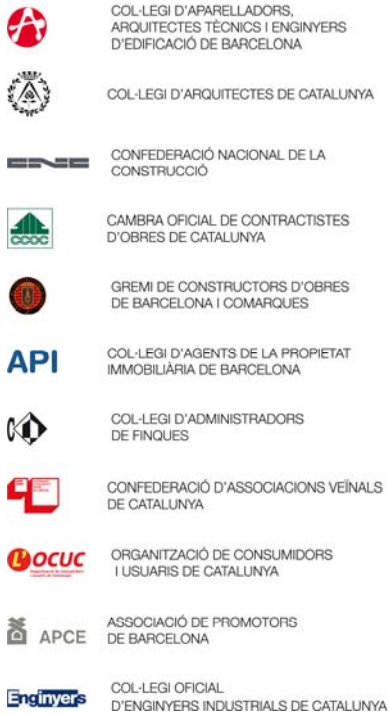 COL·LEGI D'APARELLADORS,
ARQUITECTES TÈCNICS I ENGINYERS
D'EDIFICACIÓ DE BARCELONA
COL·LEGI D'ARQUITECTES DE CATALUNYA
CNC
CONFEDERACIÓ NACIONAL DE LA
CONSTRUCCIÓ
CCOC
CAMBRA OFICIAL DE CONTRACTISTES
D'OBRES DE CATALUNYA
GREMI DE CONSTRUCTORS D'OBRES
DE BARCELONA I COMARQUES
API
COL·LEGI D'AGENTS DE LA PROPIETAT
IMMOBILIÀRIA DE BARCELONA
COL·LEGI D'ADMINISTRADORS
DE FINQUES
CONFEDERACIÓ D'ASSOCIACIONS VEÏNALS
DE CATALUNYA
OCUC
ORGANITZACIÓ DE CONSUMIDORS
I USUARIS DE CATALUNYA
APCE
ASSOCIACIÓ DE PROMOTORS
DE BARCELONA
Enginyers
COL·LEGI OFICIAL
D'ENGINYERS INDUSTRIALS DE CATALUNYA